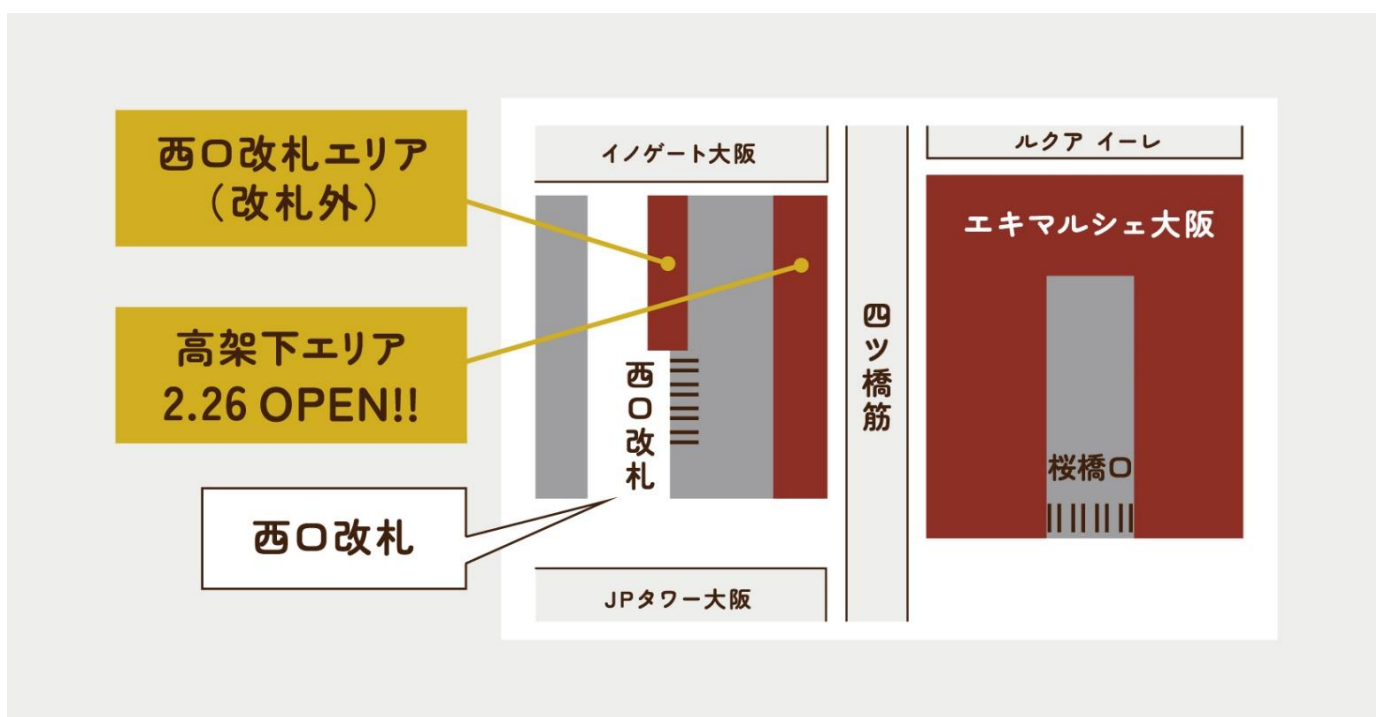 西口改札エリア
（改札外）
高架下エリア
2.26 OPEN!!
西口改札
イノゲート大阪
西口改札
JPタワー大阪
四ツ橋筋
ルクア イーレ
エキマルシェ大阪
桜橋口